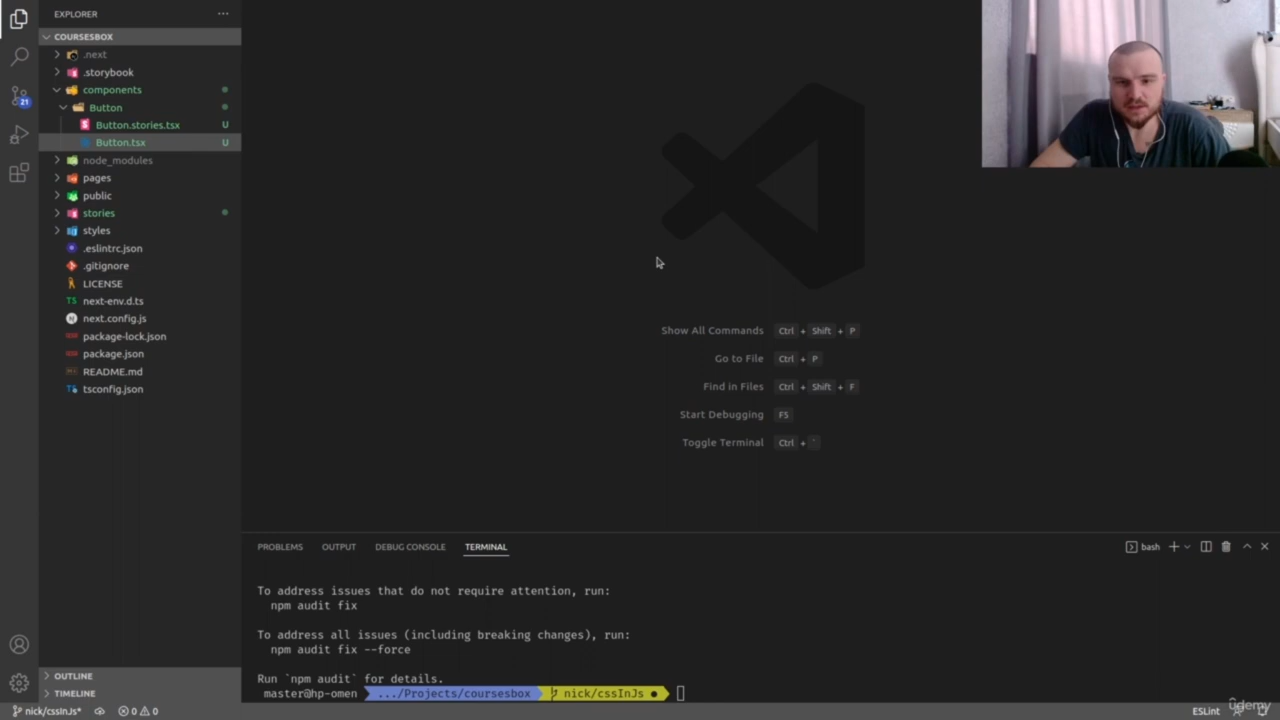 EXPLORER
COURSESBOX
.next
.storybook
components
Button
Button.stories.tsx U
Button.tsx U
node_modules
pages
public
stories
styles
.eslintrc.json
.gitignore
LICENSE
TS next-env.d.ts
next.config.js
package-lock.json
package.json
README.md
tsconfig.json
OUTLINE
TIMELINE
21
Show All Commands Ctrl + Shift + P
Go to File Ctrl + P
Find in Files Ctrl + Shift + F
Start Debugging F5
Toggle Terminal Ctrl + `
PROBLEMS OUTPUT DEBUG CONSOLE TERMINAL
bash
To address issues that do not require attention, run:
npm audit fix
To address all issues (including breaking changes), run:
npm audit fix --force
Run `npm audit` for details.
master@hp-omen .../Projects/coursesbox nick/cssInJs ●
nick/cssInJs* 0 0 ESLint
ûdemy